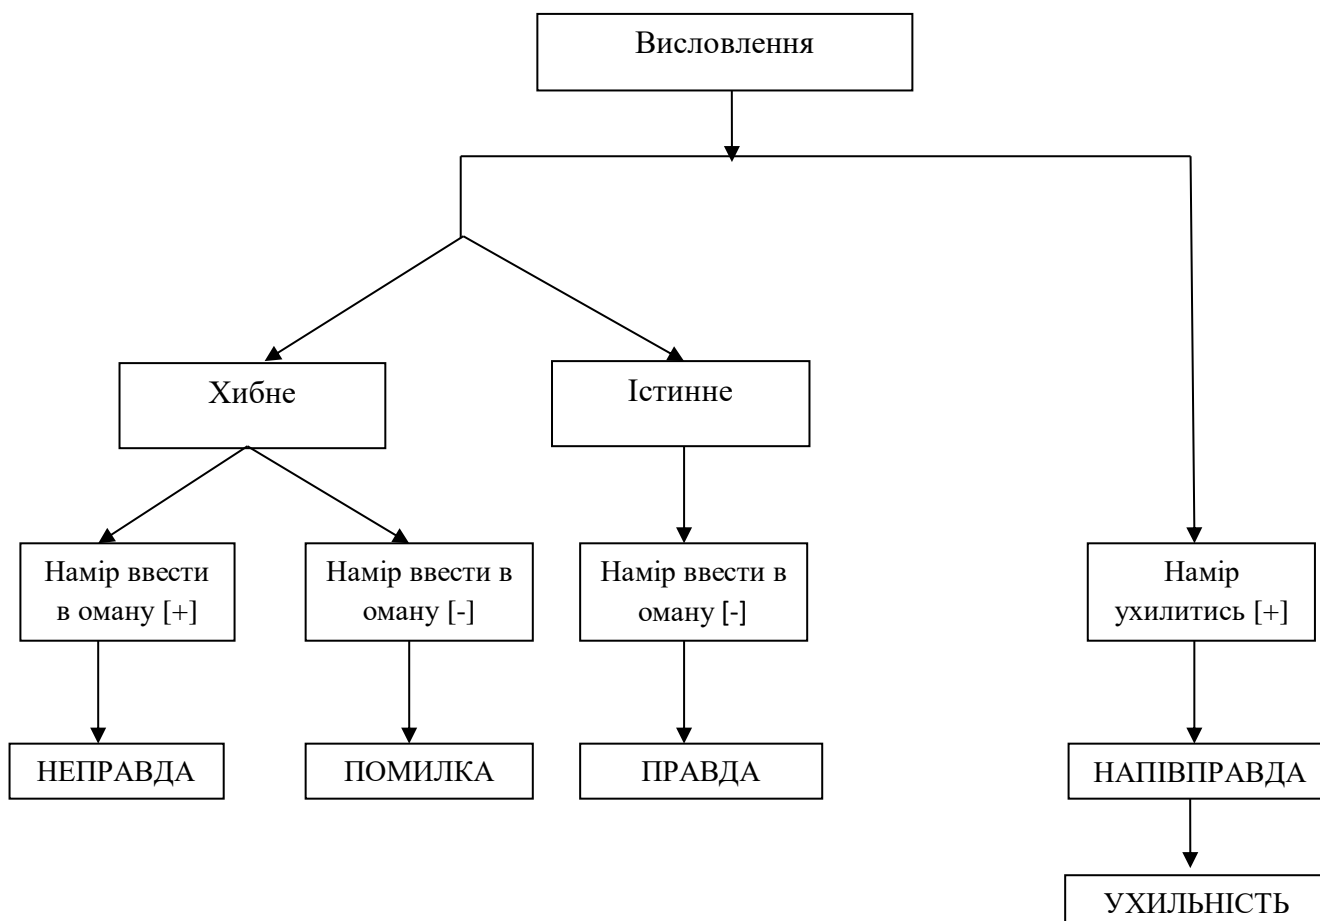 Висловлення
Хибне
Істинне
Намір ввести
в оману [+]
Намір ввести в
оману [-]
Намір ввести в
оману [-]
Намір
ухилитись [+]
НЕПРАВДА
ПОМИЛКА
ПРАВДА
НАПІВПРАВДА
УХИЛЬНІСТЬ